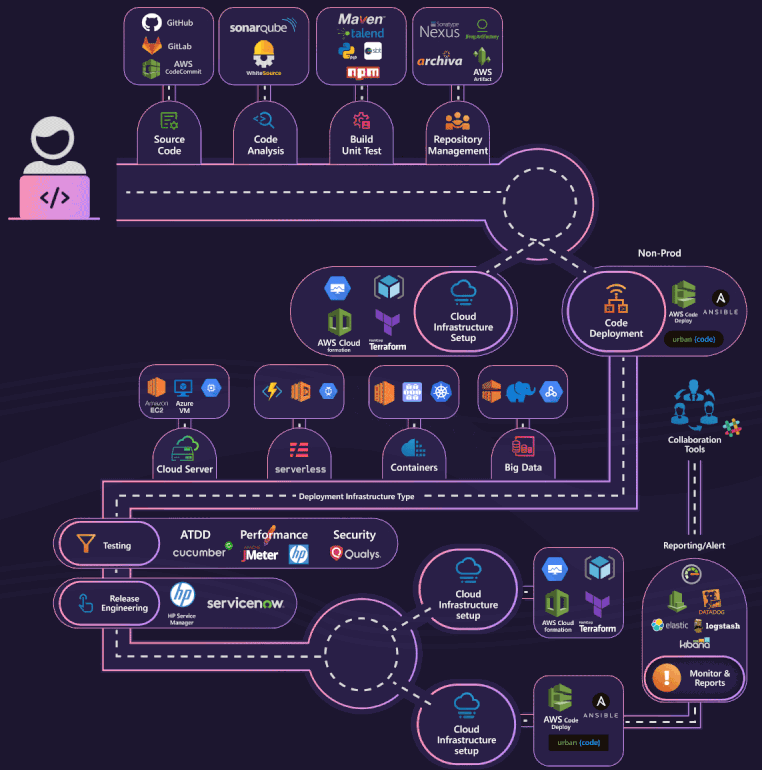 GitHub
GitLab
AWS
CodeCommit
sonarqube
WhiteSource
Maven
talend
sbt
npm
Sonatype
Nexus
archiva
AWS
Artifact
Source
Code
Code
Analysis
Build
Unit Test
Repository
Management
</>
Non-Prod
AWS Cloud
formation
HashiCorp
Terraform
Cloud
Infrastructure
Setup
Code
Deployment
AWS Code
Deploy
ANSIBLE
urban {code}
Amazon
EC2
Azure
VM
Cloud Server
serverless
Containers
Big Data
Collaboration
Tools
Deployment Infrastructure Type
Testing
ATDD
cucumber
Performance
JMeter
hp
Security
Qualys.
Release
Engineering
hp
HP Service
Manager
servicenow.
Reporting/Alert
DATADOG
elastic
logstash
kibana
Monitor &
Reports
Cloud
Infrastructure
setup
AWS Cloud
formation
HashiCorp
Terraform
Cloud
Infrastructure
setup
AWS Code
Deploy
ANSIBLE
urban {code}